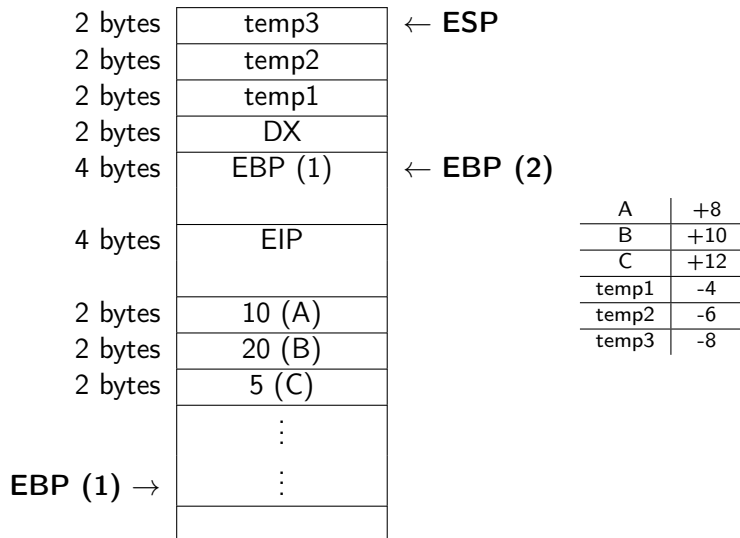 2 bytes temp3 ← ESP
2 bytes temp2
2 bytes temp1
2 bytes DX
4 bytes EBP (1) ← EBP (2)
4 bytes EIP
2 bytes 10 (A)
2 bytes 20 (B)
2 bytes 5 (C)
⋮
EBP (1) → ⋮
A +8
B +10
C +12
temp1 -4
temp2 -6
temp3 -8